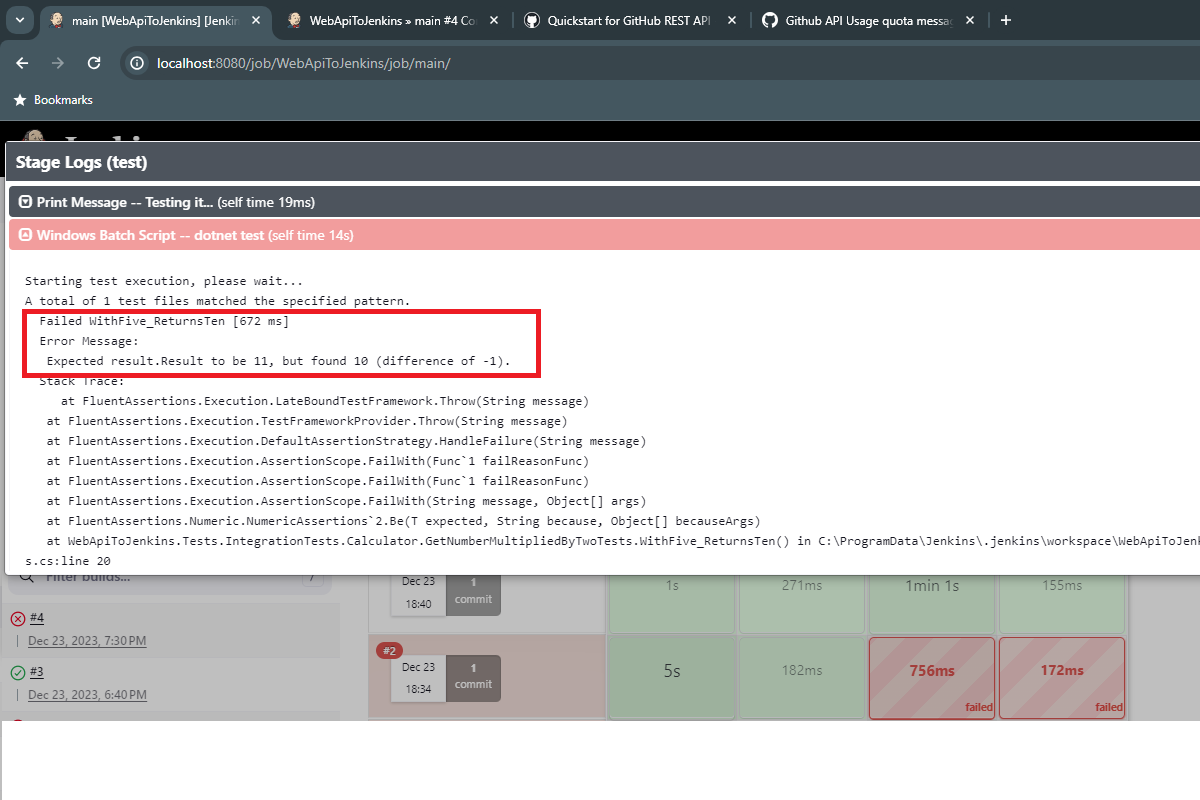 main [WebApiToJenkins] [Jenkin
WebApiToJenkins » main #4 Co
Quickstart for GitHub REST API
Github API Usage quota messa
localhost:8080/job/WebApiToJenkins/job/main/
Bookmarks
Stage Logs (test)
Print Message -- Testing it... (self time 19ms)
Windows Batch Script -- dotnet test (self time 14s)
Starting test execution, please wait...
A total of 1 test files matched the specified pattern.
Failed WithFive_ReturnsTen [672 ms]
Error Message:
Expected result.Result to be 11, but found 10 (difference of -1).
Stack Trace:
at FluentAssertions.Execution.LateBoundTestFramework.Throw(String message)
at FluentAssertions.Execution.TestFrameworkProvider.Throw(String message)
at FluentAssertions.Execution.DefaultAssertionStrategy.HandleFailure(String message)
at FluentAssertions.Execution.AssertionScope.FailWith(Func`1 failReasonFunc)
at FluentAssertions.Execution.AssertionScope.FailWith(Func`1 failReasonFunc)
at FluentAssertions.Execution.AssertionScope.FailWith(String message, Object[] args)
at FluentAssertions.Numeric.NumericAssertions`2.Be(T expected, String because, Object[] becauseArgs)
at WebApiToJenkins.Tests.IntegrationTests.Calculator.GetNumberMultipliedByTwoTests.WithFive_ReturnsTen() in C:\ProgramData\Jenkins\.jenkins\workspace\WebApiToJenk
s.cs:line 20
Filter builds... /
Dec 23 1 1s 271ms 1min 1s 155ms
18:40 commit
#4
Dec 23, 2023, 7:30 PM
#3
Dec 23, 2023, 6:40 PM
#2
Dec 23 1 5s 182ms 756ms 172ms
18:34 commit
failed failed